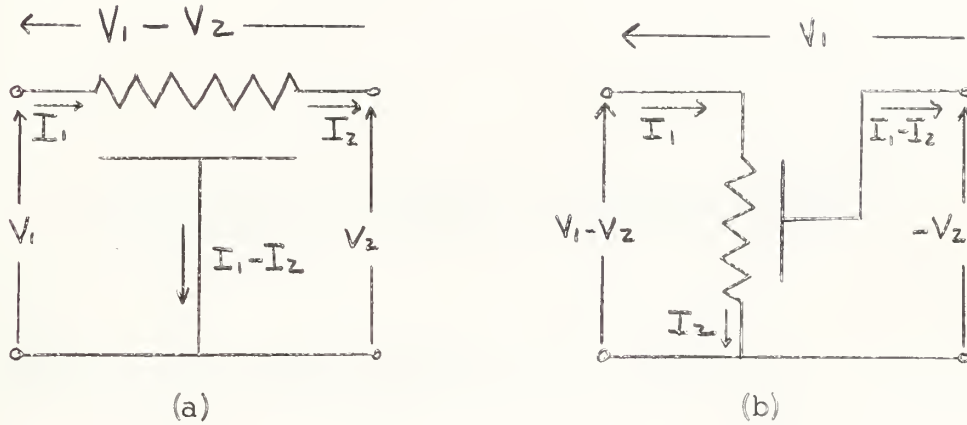 V₁ - V₂
I₁
I₂
V₁
I₁-I₂
V₂
(a)
V₁
I₁
I₁-I₂
V₁-V₂
-V₂
I₂
(b)